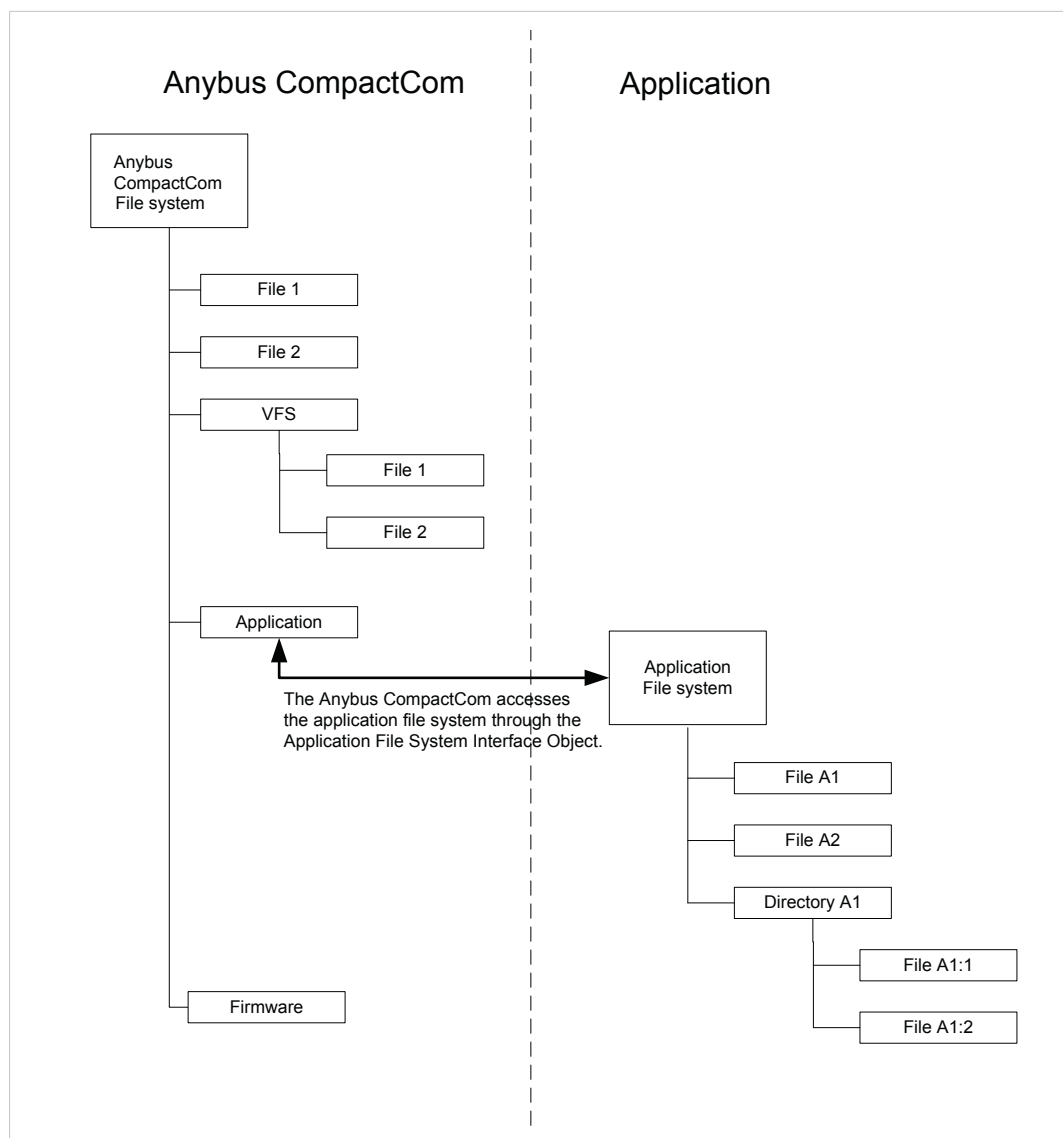 Anybus CompactCom
Application
Anybus
CompactCom
File system
File 1
File 2
VFS
File 1
File 2
Application
The Anybus CompactCom accesses
the application file system through the
Application File System Interface Object.
Application
File system
File A1
File A2
Directory A1
File A1:1
File A1:2
Firmware